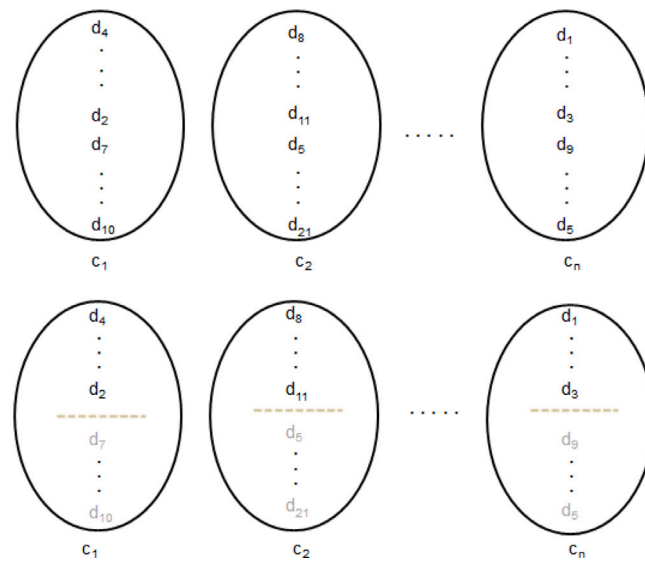 d4 d8 d1
. . .
. . .
. . .
d2 d11 d3
d7 d5 . . . . . d9
. . .
. . .
. . .
d10 d21 d5
c1 c2 cn
d4 d8 d1
. . .
. . .
. . .
d2 d11 . . . . . d3
d7 d5 d9
. . .
. . .
. . .
d10 d21 d5
c1 c2 cn